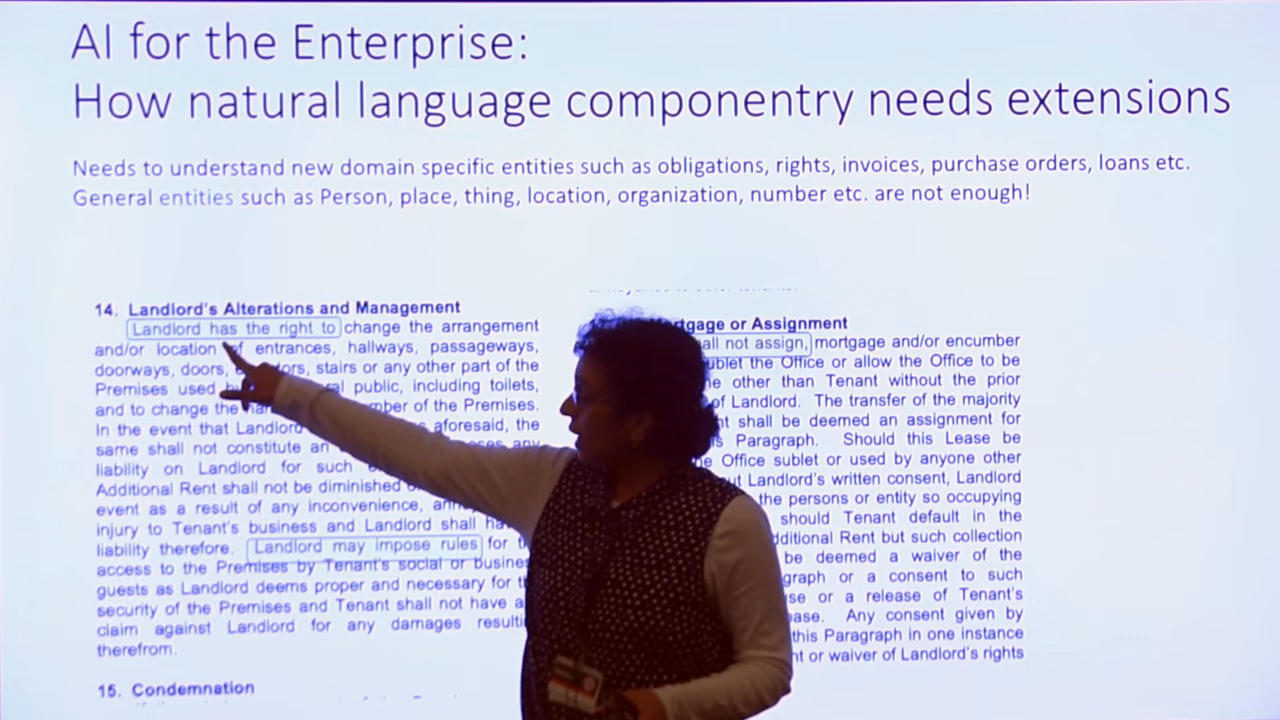 AI for the Enterprise:
How natural language componentry needs extensions
Needs to understand new domain specific entities such as obligations, rights, invoices, purchase orders, loans etc.
General entities such as Person, place, thing, location, organization, number etc. are not enough!
14. Landlord's Alterations and Management
Landlord has the right to change the arrangement
and/or location entrances, hallways, passageways,
doorways, doors, stairs or any other part of the
Premises used public, including toilets,
and to change the of the Premises.
In the event that Landlord aforesaid, the
same shall not constitute an
liability on Landlord for such
Additional Rent shall not be diminished
event as a result of any inconvenience,
injury to Tenant's business and Landlord shall
liability therefore. Landlord may impose rules for
access to the Premises by Tenant's social or
guests as Landlord deems proper and necessary for
security of the Premises and Tenant shall not have
claim against Landlord for any damages
therefrom.
15. Condemnation
or Assignment
not assign, mortgage and/or encumber
the Office or allow the Office to be
other than Tenant without the prior
of Landlord. The transfer of the majority
shall be deemed an assignment for
Paragraph. Should this Lease be
Office sublet or used by anyone other
Landlord's written consent, Landlord
the persons or entity so occupying
should Tenant default in the
Rent but such collection
be deemed a waiver of the
or a consent to such
or a release of Tenant's
Any consent given by
this Paragraph in one instance
or waiver of Landlord's rights